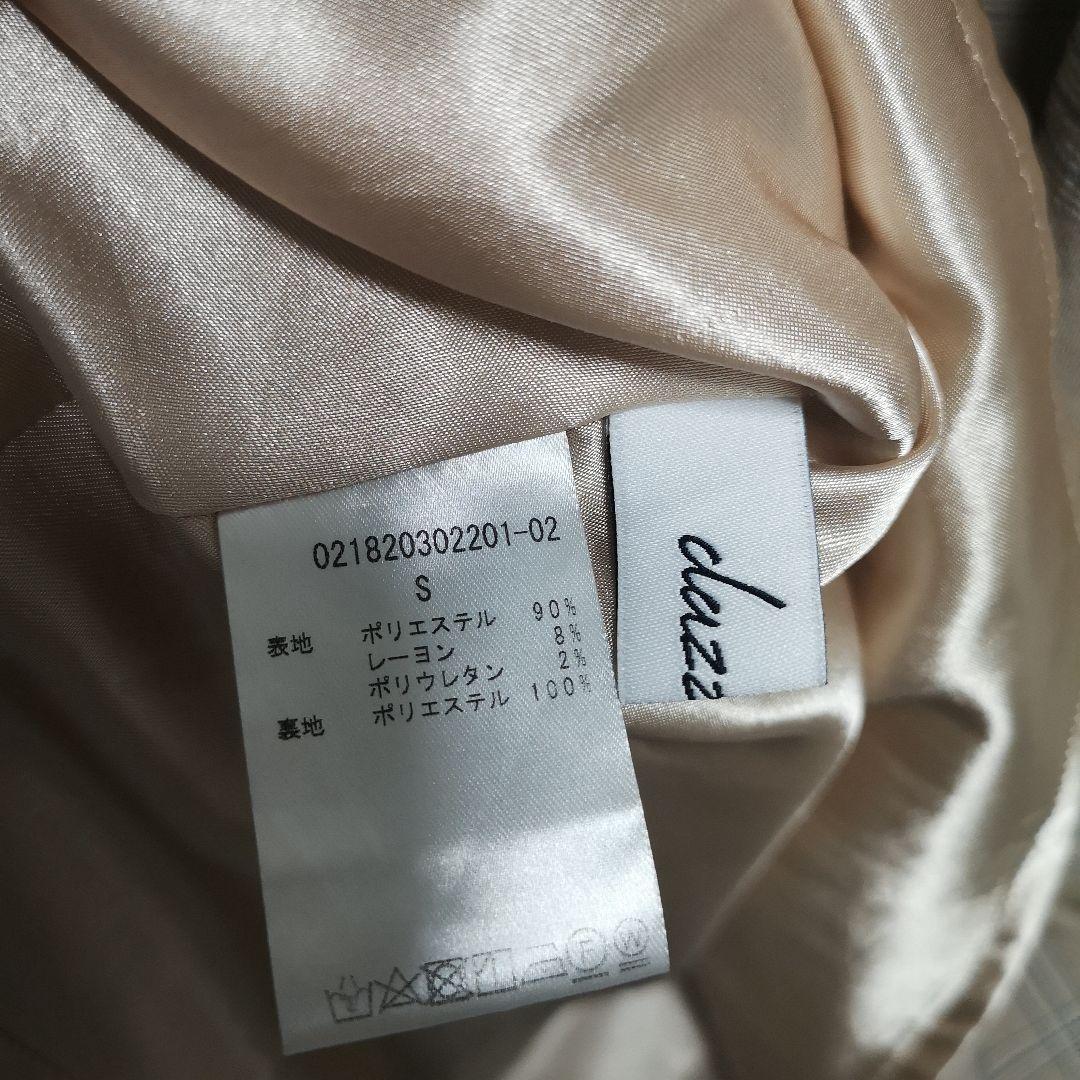 021820302201-02
S
表地 ポリエステル 90%
レーヨン 8%
ポリウレタン 2%
裏地 ポリエステル 100%
dazz